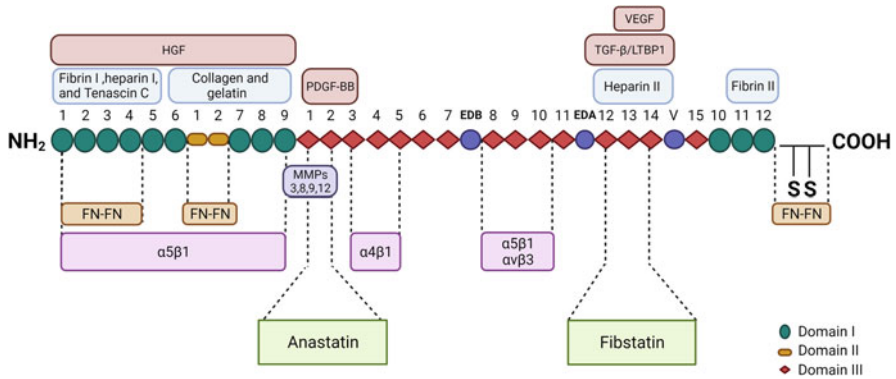 VEGF
HGF
TGF-β/LTBP1
Fibrin I ,heparin I,
and Tenascin C
Collagen and
gelatin
PDGF-BB
Heparin II
Fibrin II
1 2 3 4 5 6 1 2 7 8 9 1 2 3 4 5 6 7 EDB 8 9 10 11 EDA 12 13 14 V 15 10 11 12
NH2
COOH
MMPs
3,8,9,12
S S
FN-FN
FN-FN
FN-FN
α5β1
α4β1
α5β1
αvβ3
Anastatin
Fibstatin
Domain I
Domain II
Domain III